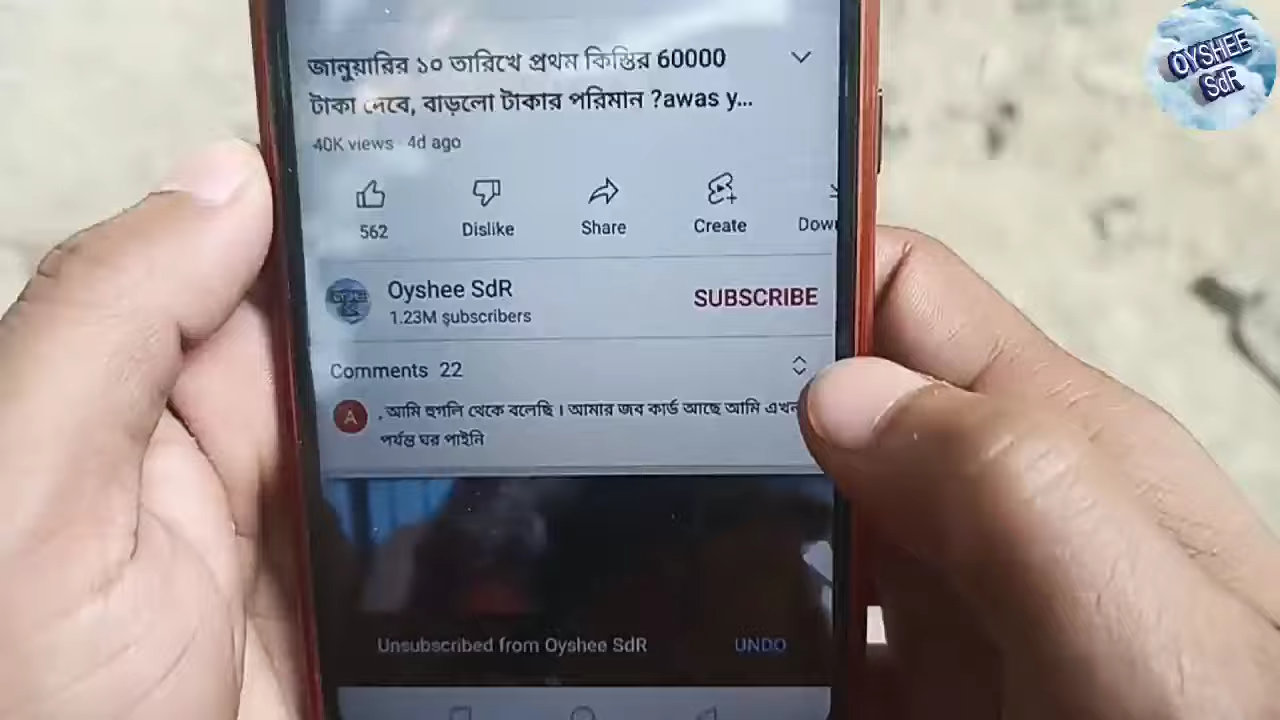 OYSHEE
SdR
জানুয়ারির ১০ তারিখে প্রথম কিস্তির 60000
টাকা দেবে, বাড়লো টাকার পরিমান ?awas y...
40K views 4d ago
562
Dislike
Share
Create
Down
Oyshee SdR
1.23M subscribers
SUBSCRIBE
Comments 22
A
. আমি হুগলি থেকে বলেছি । আমার জব কার্ড আছে আমি এখন
পর্যন্ত ঘর পাইনি
Unsubscribed from Oyshee SdR
UNDO